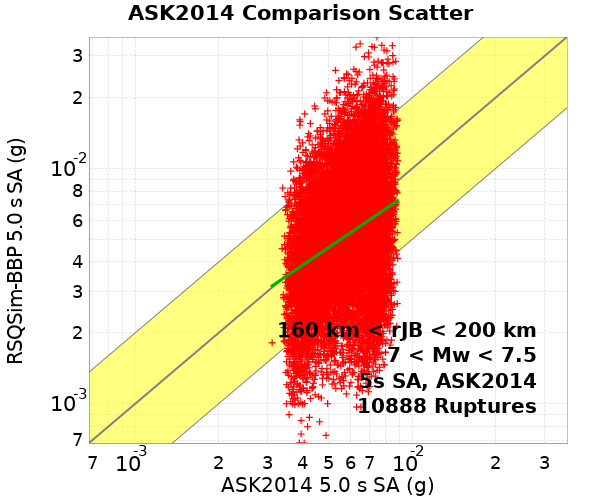 ASK2014 Comparison Scatter
RSQSim-BBP 5.0 s SA (g)
3
2
10-2
8
6
4
3
2
10-3
7
160 km < rJB < 200 km
7 < Mw < 7.5
5s SA, ASK2014
10888 Ruptures
7 10-3 2 3 4 5 6 7 10-2 2 3
ASK2014 5.0 s SA (g)